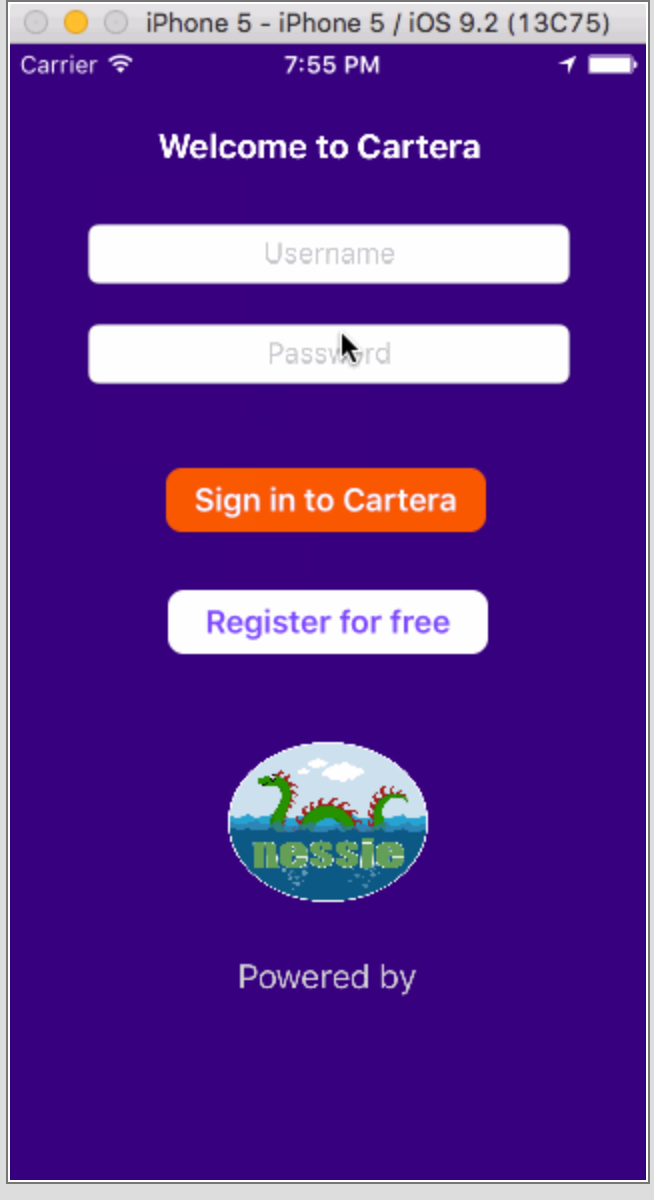 iPhone 5 - iPhone 5 / iOS 9.2 (13C75)
Carrier 7:55 PM
Welcome to Cartera
Username
Password
Sign in to Cartera
Register for free
nessie
Powered by